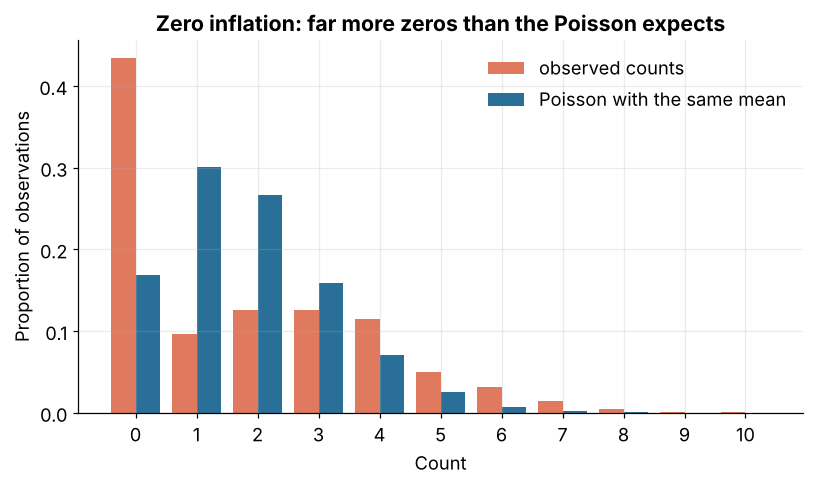 Zero inflation: far more zeros than the Poisson expects
observed counts
Poisson with the same mean
Proportion of observations
0.4
0.3
0.2
0.1
0.0
0 1 2 3 4 5 6 7 8 9 10
Count